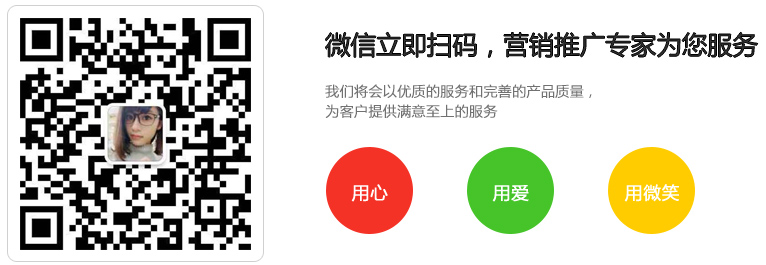 微信立即扫码，营销推广专家为您服务
我们将会以优质的服务和完善的产品质量，
为客户提供满意至上的服务
用心
用爱
用微笑